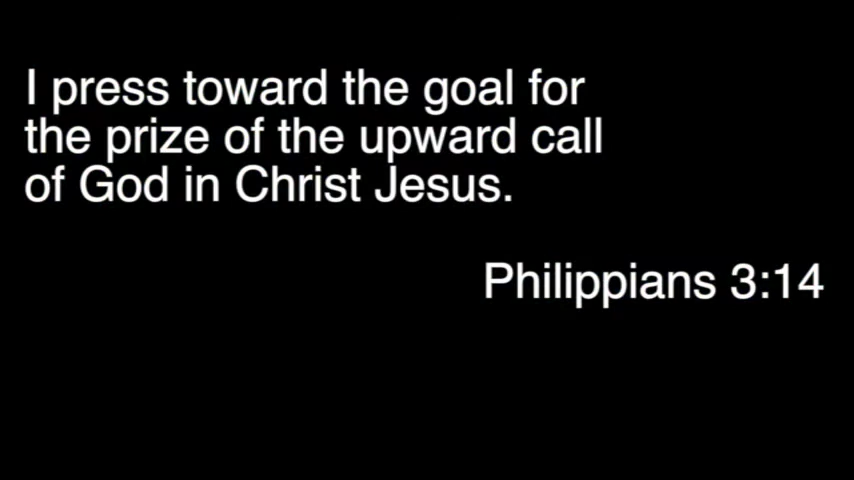 I press toward the goal for
the prize of the upward call
of God in Christ Jesus.
Philippians 3:14